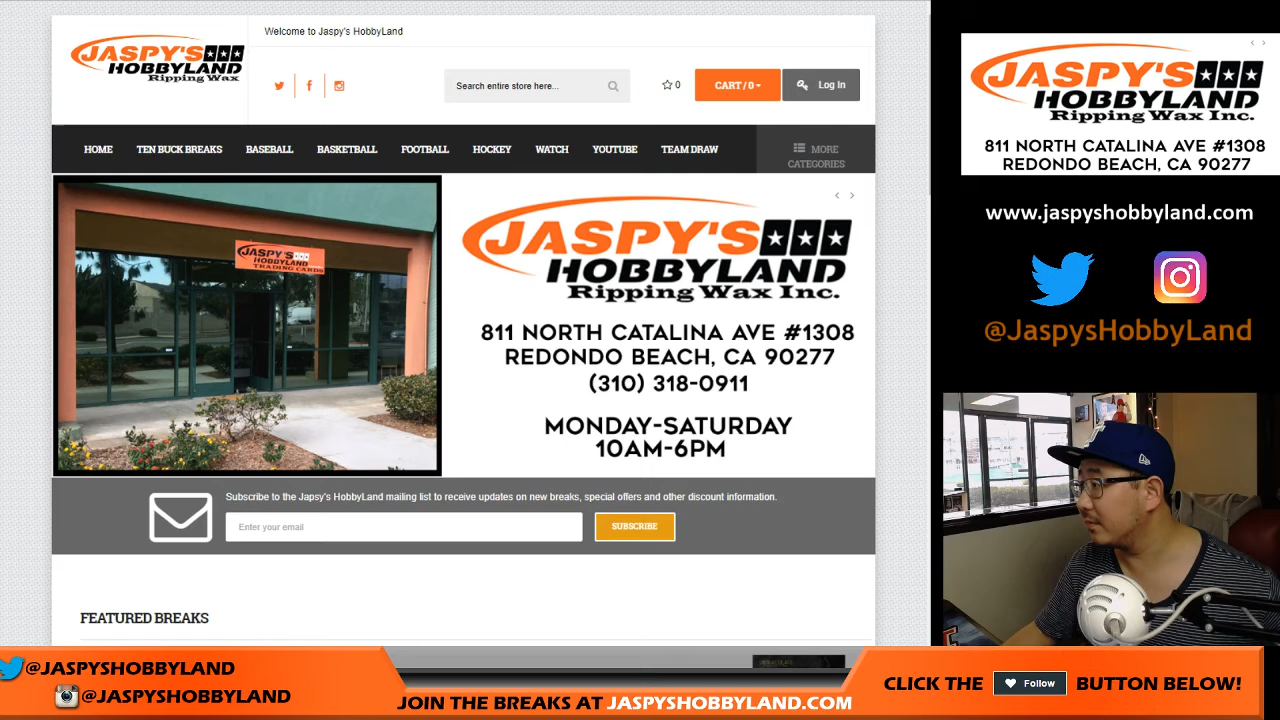 JASPY'S
HOBBYLAND
Ripping Wax
Welcome to Jaspy's HobbyLand
Search entire store here...
0
CART / 0
Log In
HOME
TEN BUCK BREAKS
BASEBALL
BASKETBALL
FOOTBALL
HOCKEY
WATCH
YOUTUBE
TEAM DRAW
MORE
CATEGORIES
JASPY'S
HOBBYLAND
TRADING CARDS
JASPY'S
HOBBYLAND
Ripping Wax Inc.
811 NORTH CATALINA AVE #1308
REDONDO BEACH, CA 90277
(310) 318-0911
MONDAY-SATURDAY
10AM-6PM
Subscribe to the Japsy's HobbyLand mailing list to receive updates on new breaks, special offers and other discount information.
Enter your email
SUBSCRIBE
FEATURED BREAKS
JASPY'S
HOBBYLAND
Ripping Wax Inc.
811 NORTH CATALINA AVE #1308
REDONDO BEACH, CA 90277
www.jaspyshobbyland.com
@JaspysHobbyLand
@JASPYSHOBBYLAND
@JASPYSHOBBYLAND
JOIN THE BREAKS AT JASPYSHOBBYLAND.COM
CLICK THE Follow BUTTON BELOW!